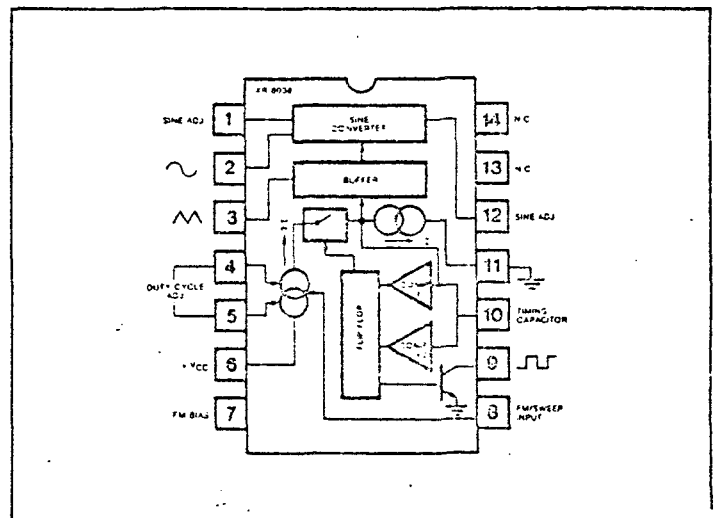 XR 8038
SINE ADJ 1
2
3
4
DUTY CYCLE
ADJ
5
+ VCC 6
FM BIAS 7
SINE
CONVERTER
BUFFER
FLIP FLOP
14 N C
13 N C
12 SINE ADJ
11
10 TIMING
CAPACITOR
9
8 FM/SWEEP
INPUT